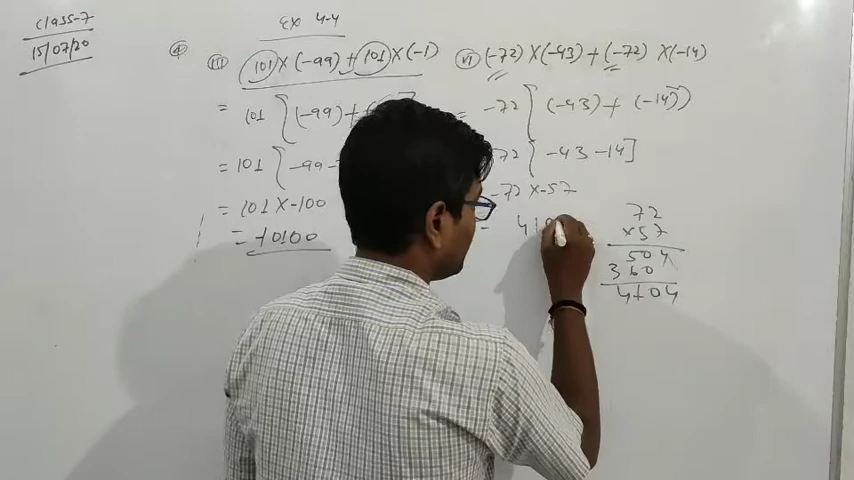 class-7
15/07/20
Ex 4.4
(iii) 101 × (-99) + 101 × (-1)
= 101 [ (-99) +
= 101 [ -99
= 101 × -100
= -10100
(vi) (-72) × (-43) + (-72) × (-14)
= -72 [ (-43) + (-14) ]
72 [ -43 -14 ]
-72 × -57
= 410
72
×57
504
360
4104